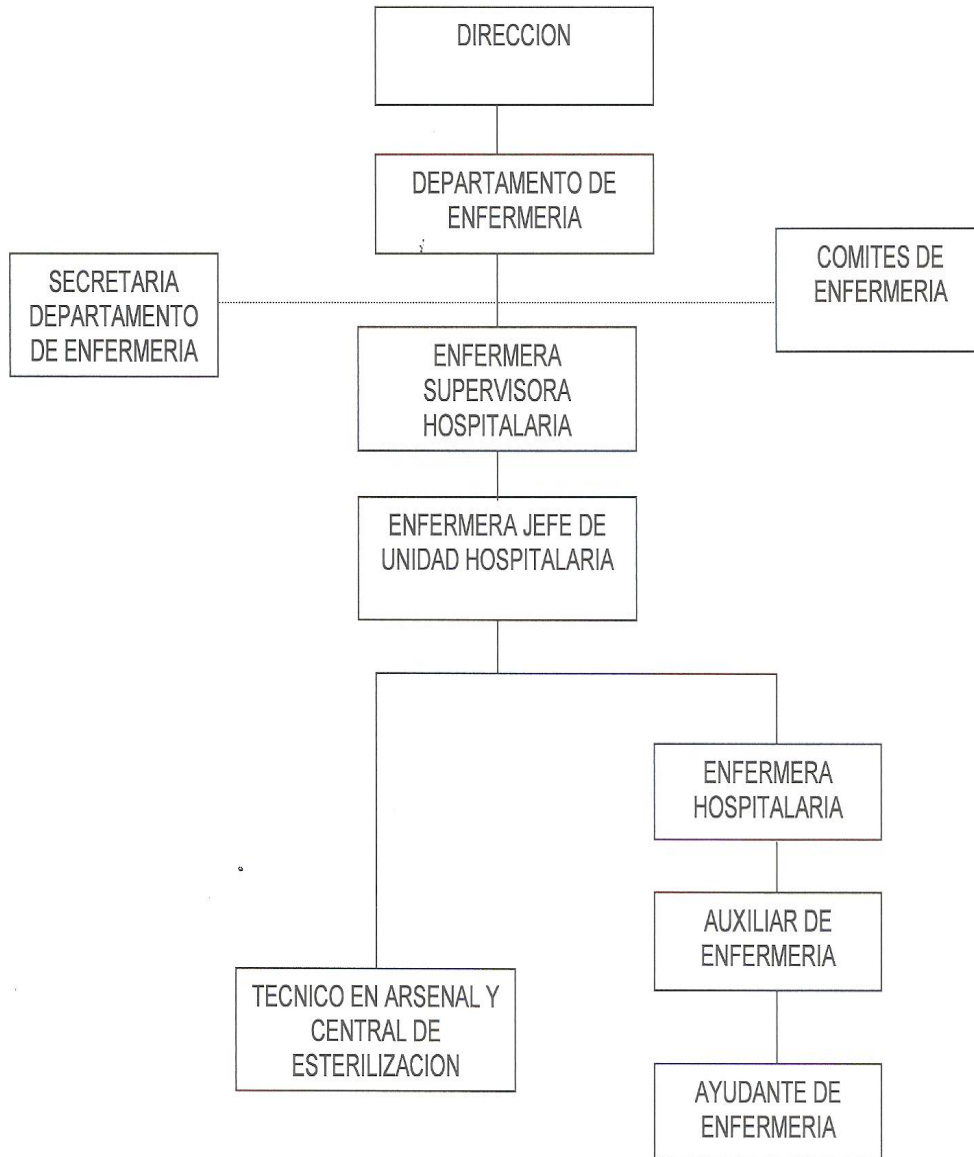 DIRECCION
DEPARTAMENTO DE
ENFERMERIA
SECRETARIA
DEPARTAMENTO
DE ENFERMERIA
COMITES DE
ENFERMERIA
ENFERMERA
SUPERVISORA
HOSPITALARIA
ENFERMERA JEFE DE
UNIDAD HOSPITALARIA
ENFERMERA
HOSPITALARIA
AUXILIAR DE
ENFERMERIA
TECNICO EN ARSENAL Y
CENTRAL DE
ESTERILIZACION
AYUDANTE DE
ENFERMERIA